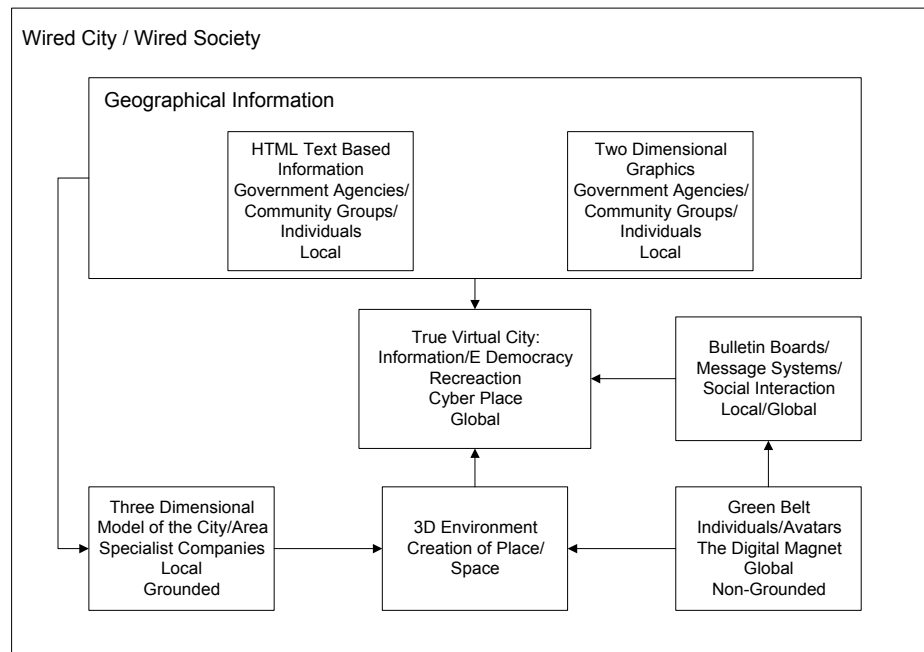 Wired City / Wired Society
Geographical Information
HTML Text Based
Information
Government Agencies/
Community Groups/
Individuals
Local
Two Dimensional
Graphics
Government Agencies/
Community Groups/
Individuals
Local
True Virtual City:
Information/E Democracy
Recreaction
Cyber Place
Global
Bulletin Boards/
Message Systems/
Social Interaction
Local/Global
Three Dimensional
Model of the City/Area
Specialist Companies
Local
Grounded
3D Environment
Creation of Place/
Space
Green Belt
Individuals/Avatars
The Digital Magnet
Global
Non-Grounded